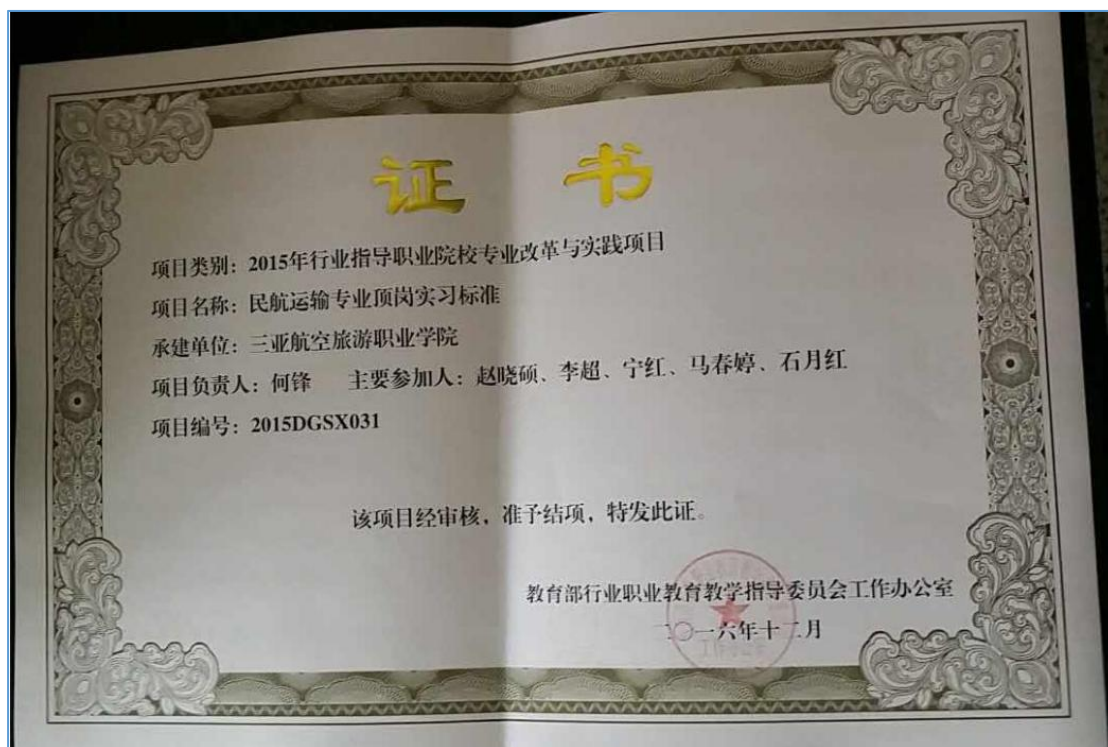 证 书
项目类别：2015年行业指导职业院校专业改革与实践项目
项目名称：民航运输专业顶岗实习标准
承建单位：三亚航空旅游职业学院
项目负责人：何锋 主要参加人：赵晓硕、李超、宁红、马春婷、石月红
项目编号：2015DGSX031
该项目经审核，准予结项，特发此证。
教育部行业职业教育教学指导委员会工作办公室
二〇一六年十二月
工作办公室